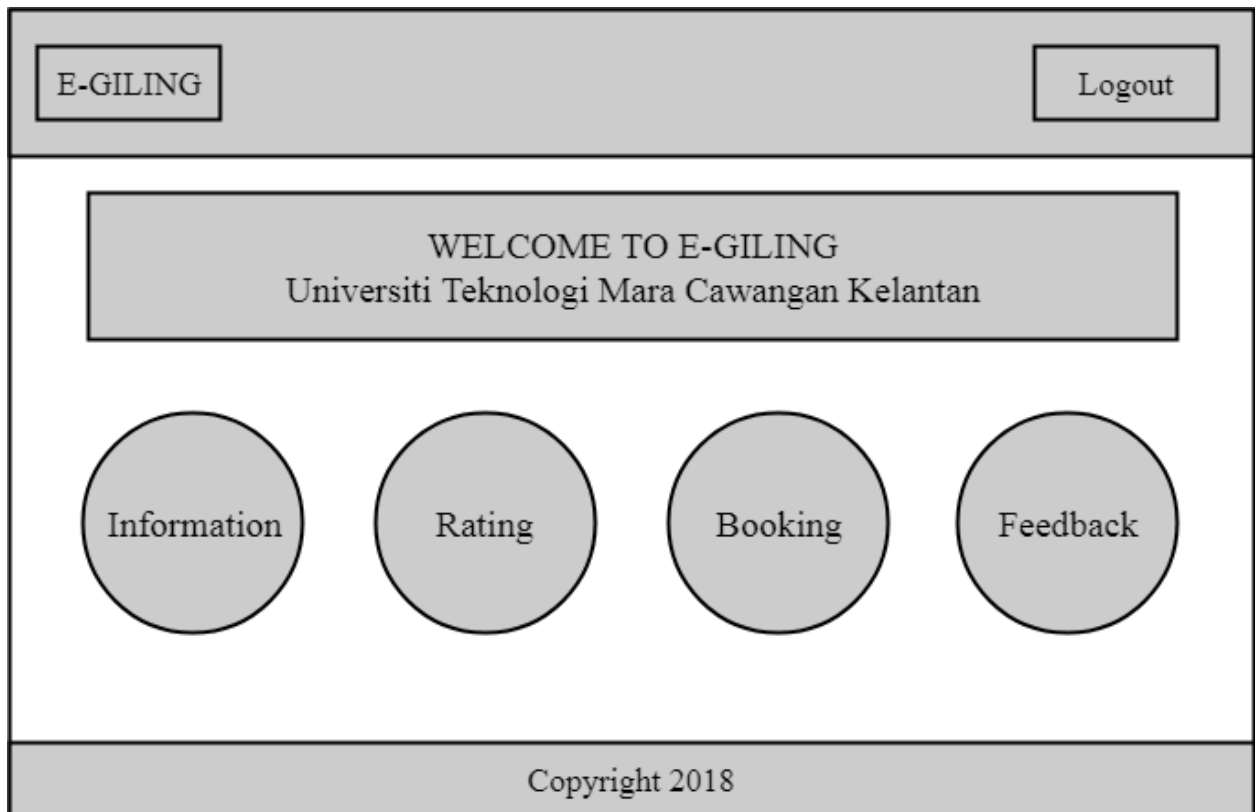 E-GILING
Logout
WELCOME TO E-GILING
Universiti Teknologi Mara Cawangan Kelantan
Information
Rating
Booking
Feedback
Copyright 2018